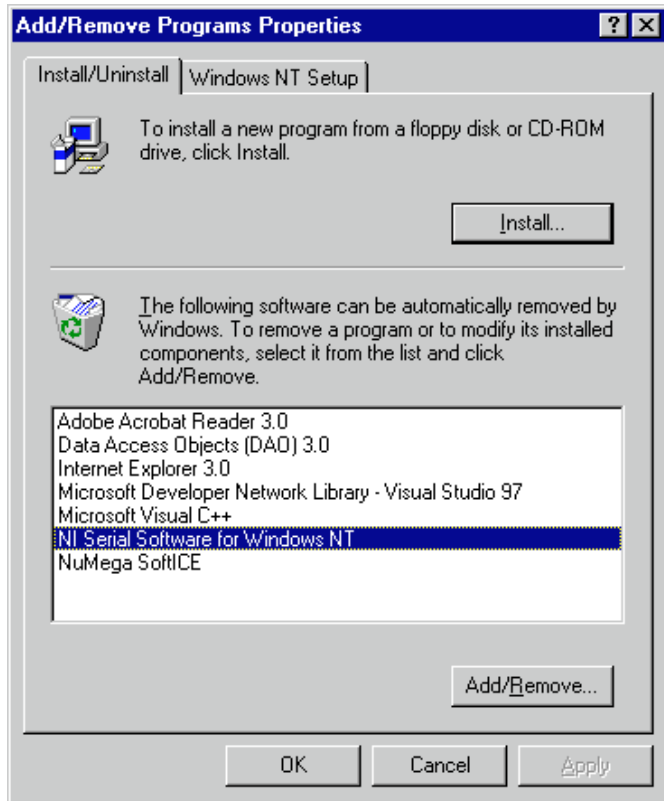 Add/Remove Programs Properties
Install/Uninstall
Windows NT Setup
To install a new program from a floppy disk or CD-ROM
drive, click Install.
Install...
The following software can be automatically removed by
Windows. To remove a program or to modify its installed
components, select it from the list and click
Add/Remove.
Adobe Acrobat Reader 3.0
Data Access Objects (DAO) 3.0
Internet Explorer 3.0
Microsoft Developer Network Library - Visual Studio 97
Microsoft Visual C++
NI Serial Software for Windows NT
NuMega SoftICE
Add/Remove...
OK
Cancel
Apply